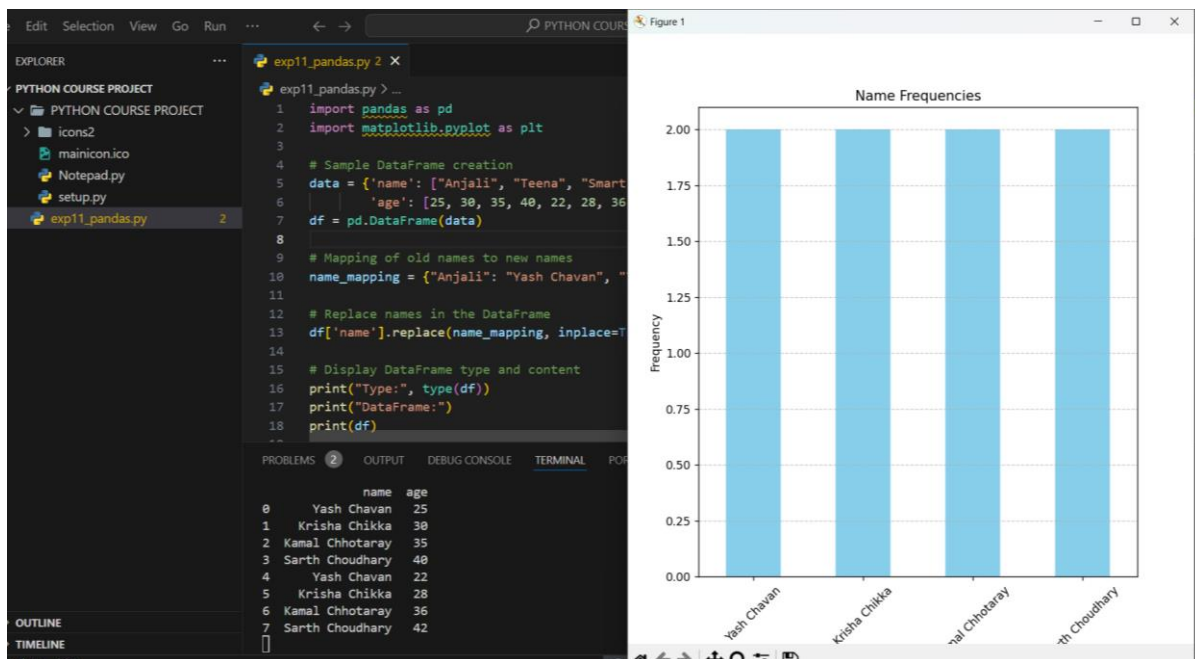 Edit Selection View Go Run ...
PYTHON COURS
EXPLORER
PYTHON COURSE PROJECT
PYTHON COURSE PROJECT
icons2
mainicon.ico
Notepad.py
setup.py
exp11_pandas.py 2
OUTLINE
TIMELINE
exp11_pandas.py 2
exp11_pandas.py > ...
1 import pandas as pd
2 import matplotlib.pyplot as plt
3
4 # Sample DataFrame creation
5 data = {'name': ["Anjali", "Teena", "Smart
6 'age': [25, 30, 35, 40, 22, 28, 36
7 df = pd.DataFrame(data)
8
9 # Mapping of old names to new names
10 name_mapping = {"Anjali": "Yash Chavan", "
11
12 # Replace names in the DataFrame
13 df['name'].replace(name_mapping, inplace=T
14
15 # Display DataFrame type and content
16 print("Type:", type(df))
17 print("DataFrame:")
18 print(df)
PROBLEMS 2 OUTPUT DEBUG CONSOLE TERMINAL POR
name age
0 Yash Chavan 25
1 Krisha Chikka 30
2 Kamal Chhotaray 35
3 Sarth Choudhary 40
4 Yash Chavan 22
5 Krisha Chikka 28
6 Kamal Chhotaray 36
7 Sarth Choudhary 42
Figure 1
Name Frequencies
Frequency
2.00
1.75
1.50
1.25
1.00
0.75
0.50
0.25
0.00
Yash Chavan
Krisha Chikka
mal Chhotaray
th Choudhary